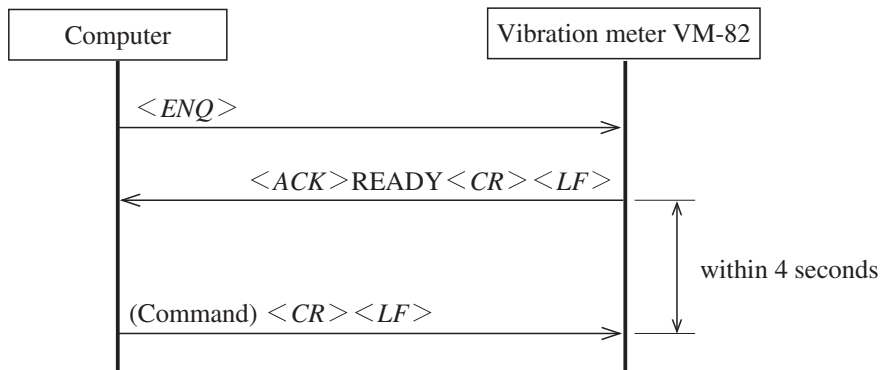 Computer
Vibration meter VM-82
<ENQ>
<ACK>READY<CR><LF>
within 4 seconds
(Command) <CR><LF>